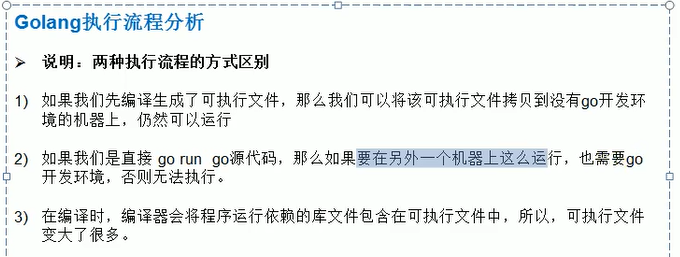 Golang执行流程分析
➢ 说明：两种执行流程的方式区别
1) 如果我们先编译生成了可执行文件，那么我们可以将该可执行文件拷贝到没有go开发环
境的机器上，仍然可以运行
2) 如果我们是直接 go run go源代码，那么如果要在另外一个机器上这么运行，也需要go
开发环境，否则无法执行。
3) 在编译时，编译器会将程序运行依赖的库文件包含在可执行文件中，所以，可执行文件
变大了很多。